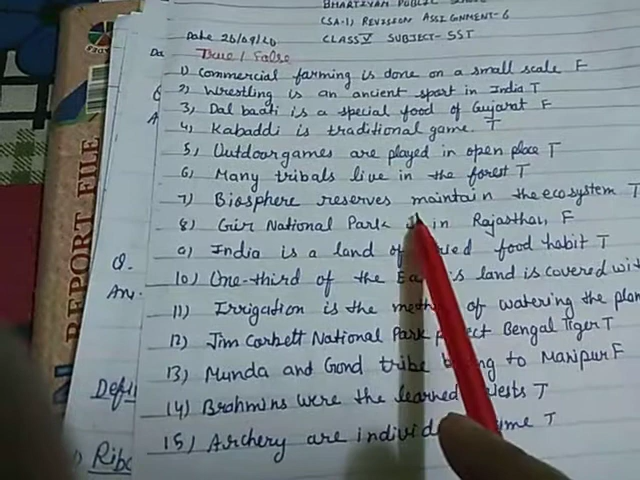 BHARTIYAM PUBLIC
(SA-1) REVISION ASSIGNMENT-6
Date 26/09/20 CLASS V SUBJECT-SST
Da True / False
1) Commercial farming is done on a small scale F
2) Wrestling is an ancient sport in India T
3) Dal baati is a special food of Gujarat F
A 4) Kabaddi is traditional game. T
5) Outdoor games are played in open place T
6) Many tribals live in the forest T
7) Biosphere reserves maintain the ecosystem T
8) Gir National Park is in Rajasthan, F
9) India is a land of food habit T
Q. 10) One-third of the land is covered
Ans. 11) Irrigation is the of watering the
12) Jim Corbett National Park Bengal Tiger T
13) Munda and Gond tribe to Manipur F
Defi 14) Brahmins were the learned T
15) Archery are T
Ribo
REPORT FILE